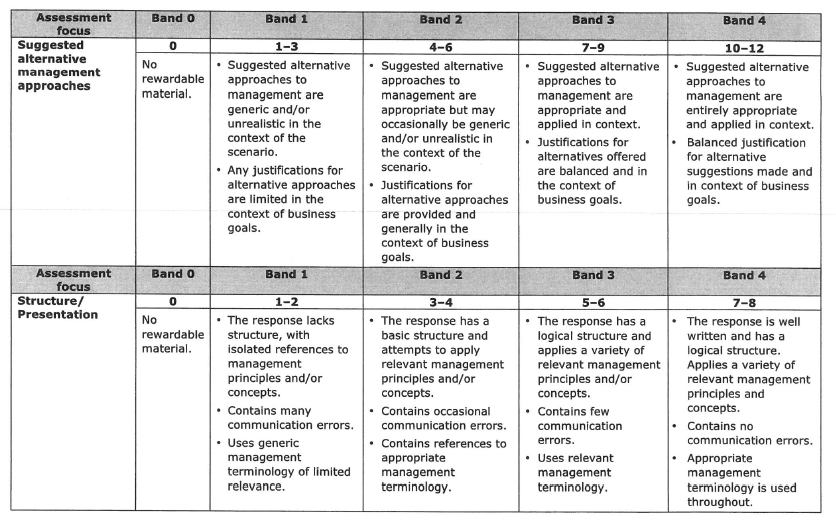 Assessment focus
Band 0
Band 1
Band 2
Band 3
Band 4
Suggested
alternative
management
approaches
0
1–3
4–6
7–9
10–12
No
rewardable
material.
• Suggested alternative
approaches to
management are
generic and/or
unrealistic in the
context of the
scenario.
• Any justifications for
alternative approaches
are limited in the
context of business
goals.
• Suggested alternative
approaches to
management are
appropriate but may
occasionally be generic
and/or unrealistic in
the context of the
scenario.
• Justifications for
alternative approaches
are provided and
generally in the
context of business
goals.
• Suggested alternative
approaches to
management are
appropriate and
applied in context.
• Justifications for
alternatives offered
are balanced and in
the context of
business goals.
• Suggested alternative
approaches to
management are
entirely appropriate
and applied in context.
• Balanced justification
for alternative
suggestions made and
in context of business
goals.
Assessment
focus
Band 0
Band 1
Band 2
Band 3
Band 4
Structure/
Presentation
0
1–2
3–4
5–6
7–8
No
rewardable
material.
• The response lacks
structure, with
isolated references to
management
principles and/or
concepts.
• Contains many
communication errors.
• Uses generic
management
terminology of limited
relevance.
• The response has a
basic structure and
attempts to apply
relevant management
principles and/or
concepts.
• Contains occasional
communication errors.
• Contains references to
appropriate
management
terminology.
• The response has a
logical structure and
applies a variety of
relevant management
principles and/or
concepts.
• Contains few
communication
errors.
• Uses relevant
management
terminology.
• The response is well
written and has a
logical structure.
Applies a variety of
relevant management
principles and
concepts.
• Contains no
communication errors.
• Appropriate
management
terminology is used
throughout.